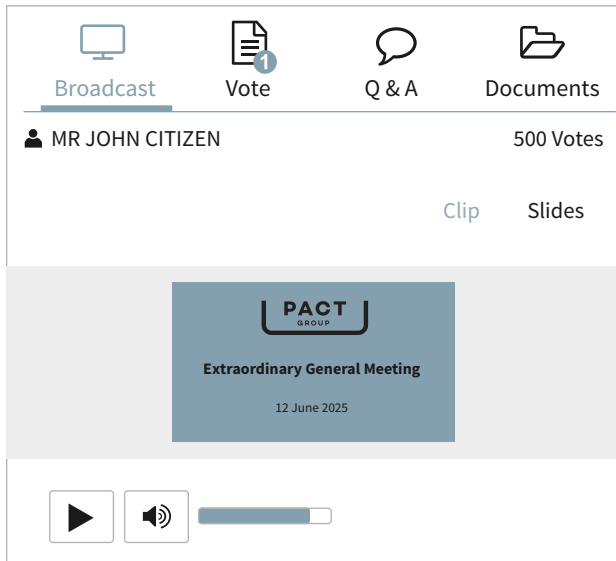 1
Broadcast Vote Q & A Documents
MR JOHN CITIZEN 500 Votes
Clip Slides
PACT
GROUP
Extraordinary General Meeting
12 June 2025